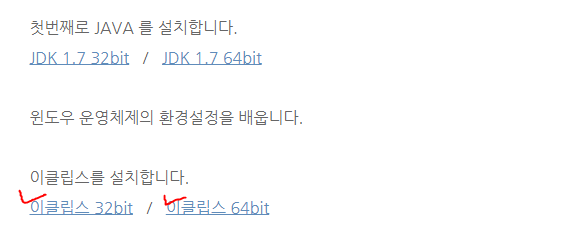 첫번째로 JAVA 를 설치합니다.
JDK 1.7 32bit / JDK 1.7 64bit
윈도우 운영체제의 환경설정을 배웁니다.
이클립스를 설치합니다.
이클립스 32bit / 이클립스 64bit